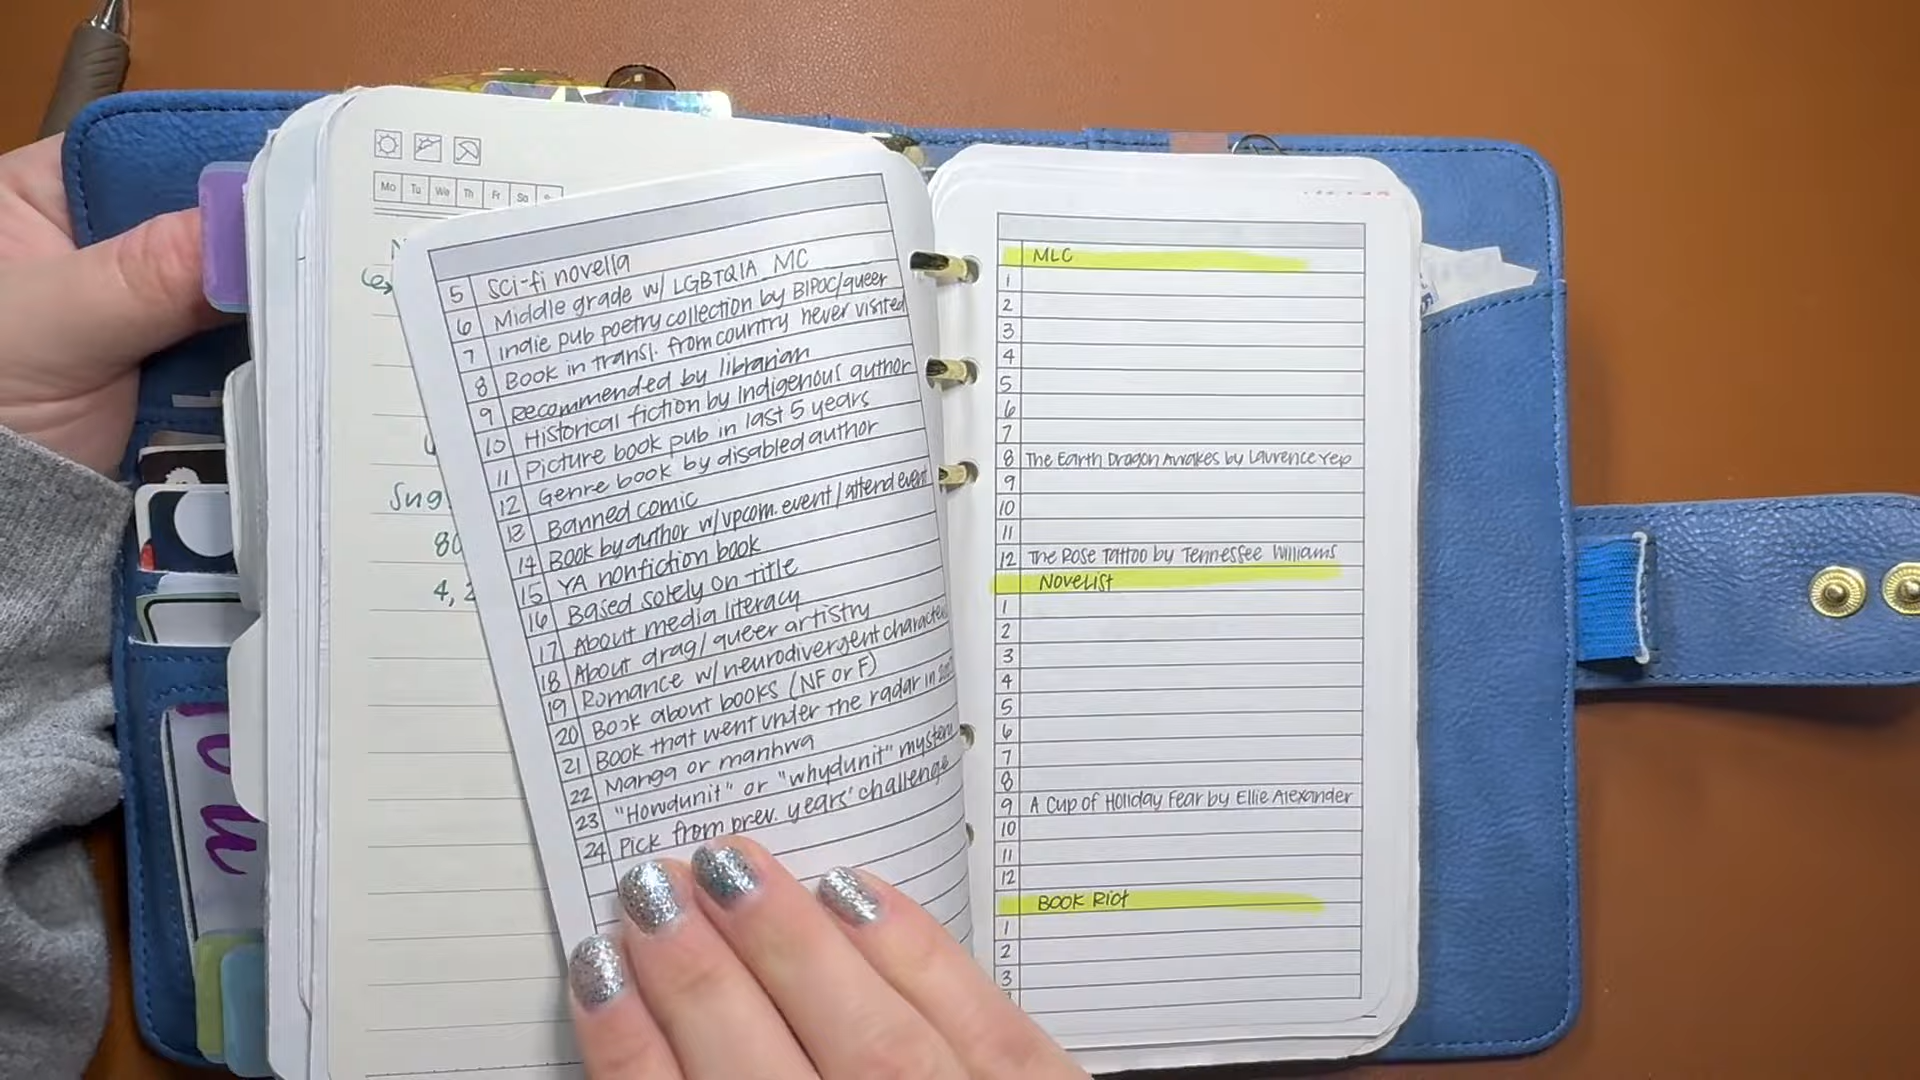 Mo Tu We Th Fr Sa
Sug
80
4, 2
5 Sci-fi novella
6 Middle grade w/ LGBTQIA MC
7 Indie pub poetry collection by BIPOC/queer
8 Book in transl. from country never visited
9 Recommended by librarian
10 Historical fiction by Indigenous author
11 Picture book pub in last 5 years
12 Genre book by disabled author
13 Banned comic
14 Book by author w/ upcom. event / attend event
15 YA nonfiction book
16 Based solely on title
17 About media literacy
18 About drag/ queer artistry
19 Romance w/ neurodivergent character
20 Book about books (NF or F)
21 Book that went under the radar in
22 Manga or manhwa
23 "Howdunit" or "whydunit" mystery
24 Pick from prev. years' challenge
MLC
1
2
3
4
5
6
7
8 The Earth Dragon Awakes by Laurence Yep
9
10
11
12 The Rose Tattoo by Tennessee Williams
NoveList
1
2
3
4
5
6
7
8
9 A Cup of Holiday Fear by Ellie Alexander
10
11
12
Book Riot
1
2
3